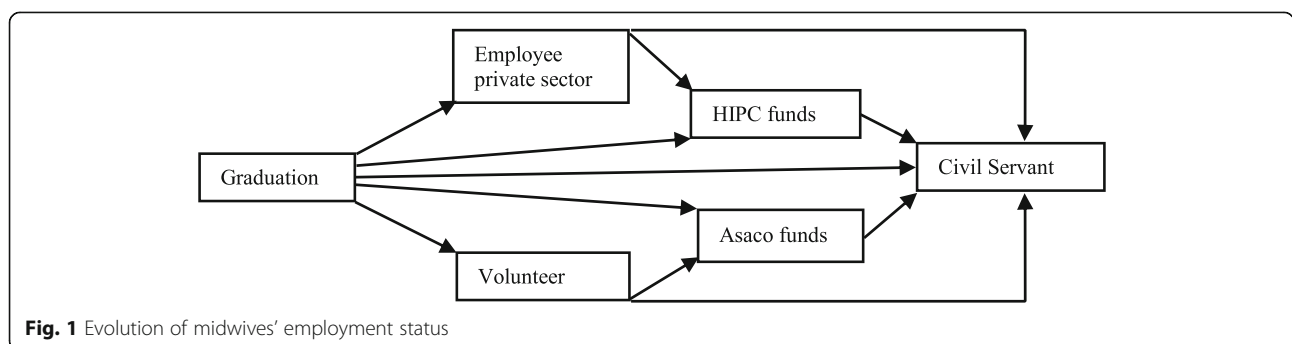 Employee
private sector
HIPC funds
Graduation
Civil Servant
Asaco funds
Volunteer
Fig. 1 Evolution of midwives’ employment status